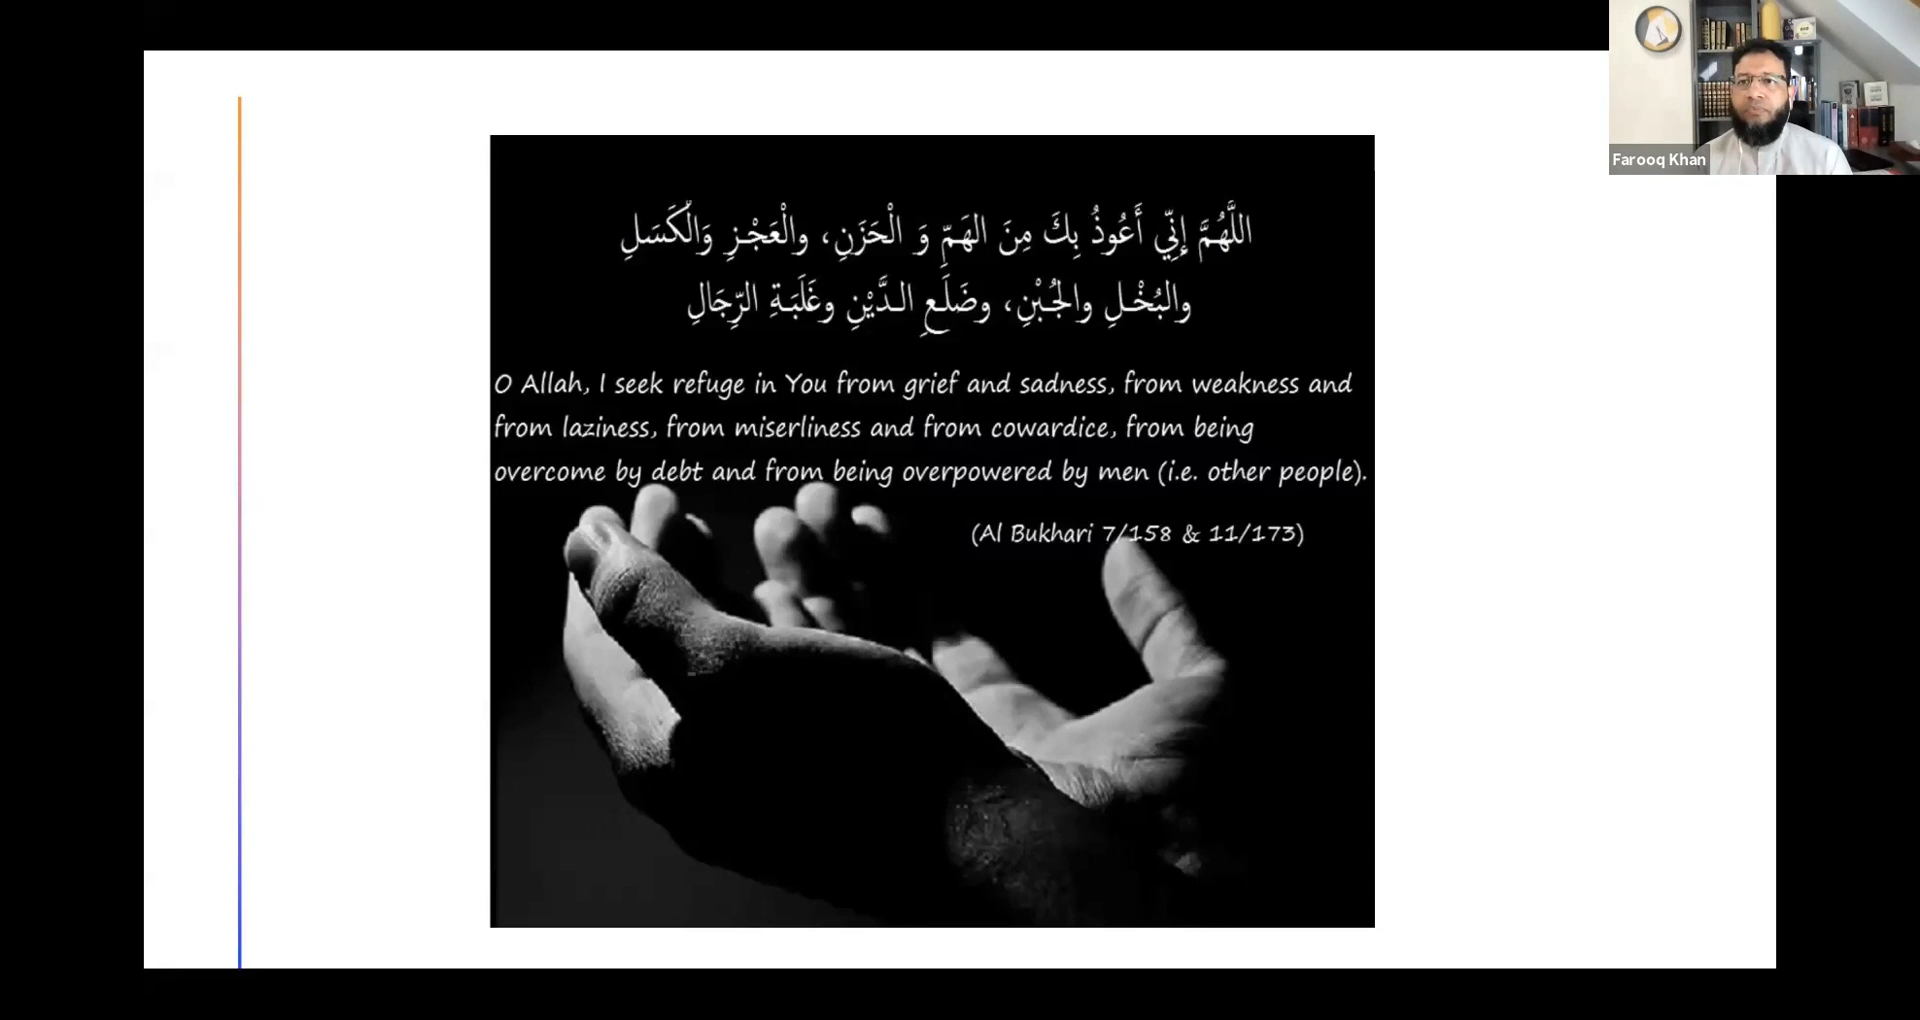 اللَّهُمَّ إِنِّي أَعُوذُ بِكَ مِنَ الهَمِّ وَ الْحَزَنِ، والْعَجْزِ وَالْكَسَلِ
والبُخْلِ والجُبْنِ، وضَلَعِ الدَّيْنِ وغَلَبَةِ الرِّجَالِ
O Allah, I seek refuge in You from grief and sadness, from weakness and
from laziness, from miserliness and from cowardice, from being
overcome by debt and from being overpowered by men (i.e. other people).
(Al Bukhari 7/158 & 11/173)
Farooq Khan